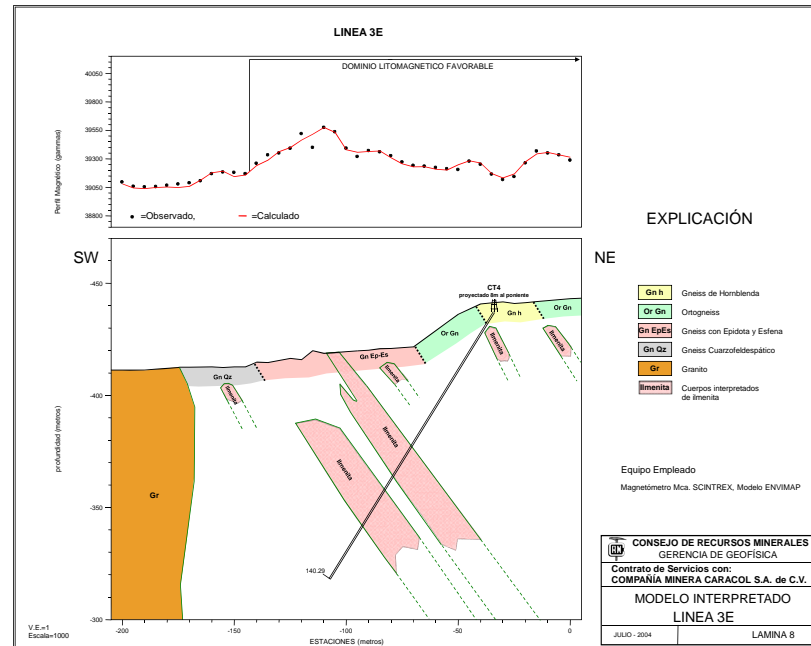 LINEA 3E
DOMINIO LITOMAGNETICO FAVORABLE
Perfil Magnético (gammas)
40050
39800
39550
39300
39050
38800
=Observado,
=Calculado
EXPLICACIÓN
SW
NE
CT4
proyectado 8m al poniente
Gn h
Or Gn
Or Gn
Gn EpEs
Gn Ep-Es
Gn Qz
Ilmenita
Ilmenita
Ilmenita
Ilmenita
Ilmenita
Ilmenita
Gr
140.29
profundidad (metros)
-450
-400
-350
-300
-200
-150
-100
-50
0
ESTACIONES (metros)
V.E.=1
Escala=1000
Gn h Gneiss de Hornblenda
Or Gn Ortogneiss
Gneiss con Epidota y Esfena
Gn Qz Gneiss Cuarzofeldespático
Gr Granito
Ilmenita Cuerpos interpretados
de ilmenita
Equipo Empleado
Magnetómetro Mca. SCINTREX, Modelo ENVIMAP
CONSEJO DE RECURSOS MINERALES
GERENCIA DE GEOFÍSICA
Contrato de Servicios con:
COMPAÑÍA MINERA CARACOL S.A. de C.V.
MODELO INTERPRETADO
LINEA 3E
JULIO - 2004 LAMINA 8